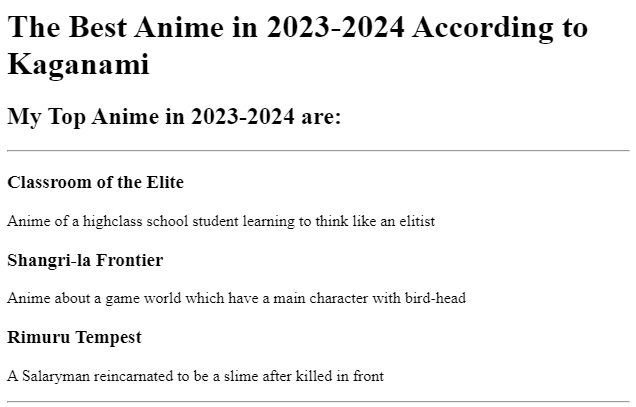 The Best Anime in 2023-2024 According to
Kaganami
My Top Anime in 2023-2024 are:
Classroom of the Elite
Anime of a highclass school student learning to think like an elitist
Shangri-la Frontier
Anime about a game world which have a main character with bird-head
Rimuru Tempest
A Salaryman reincarnated to be a slime after killed in front